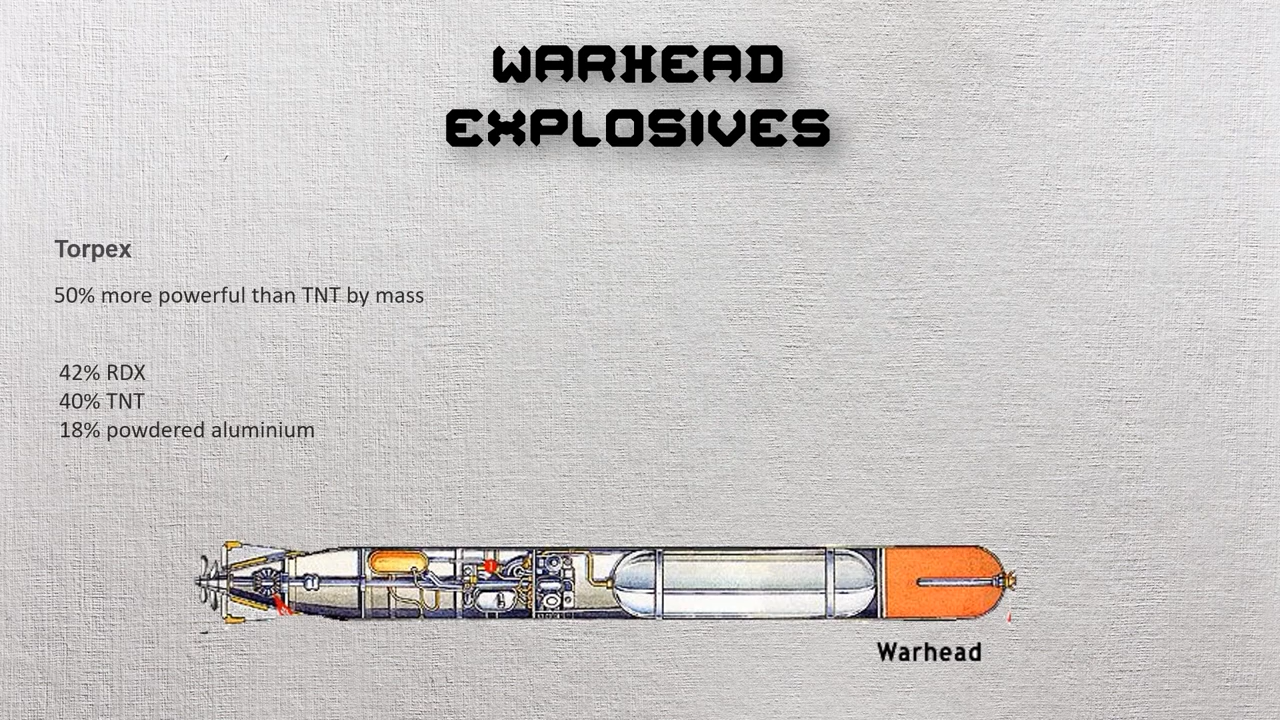 WARHEAD
EXPLOSIVES
Torpex
50% more powerful than TNT by mass
42% RDX
40% TNT
18% powdered aluminium
Warhead